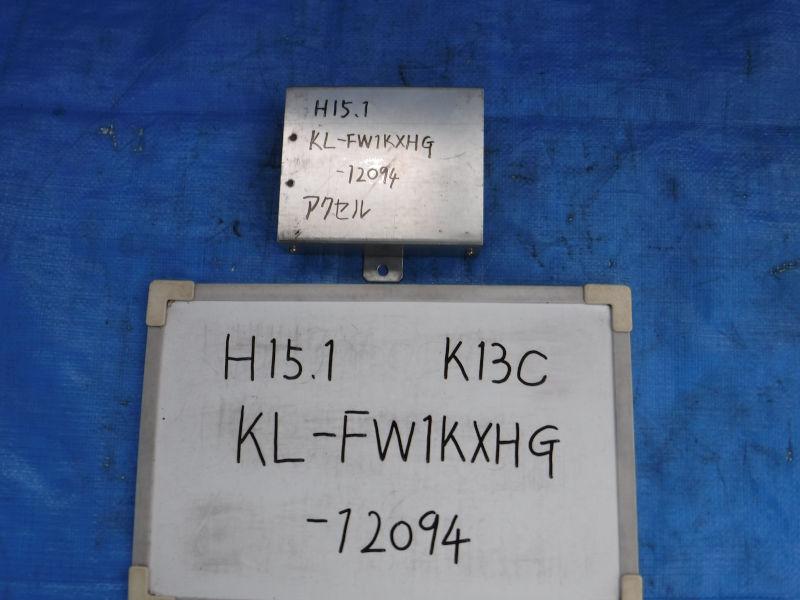 H15.1
KL-FW1KXHG
-12094
アクセル
H15.1 K13C
KL-FW1KXHG
-12094